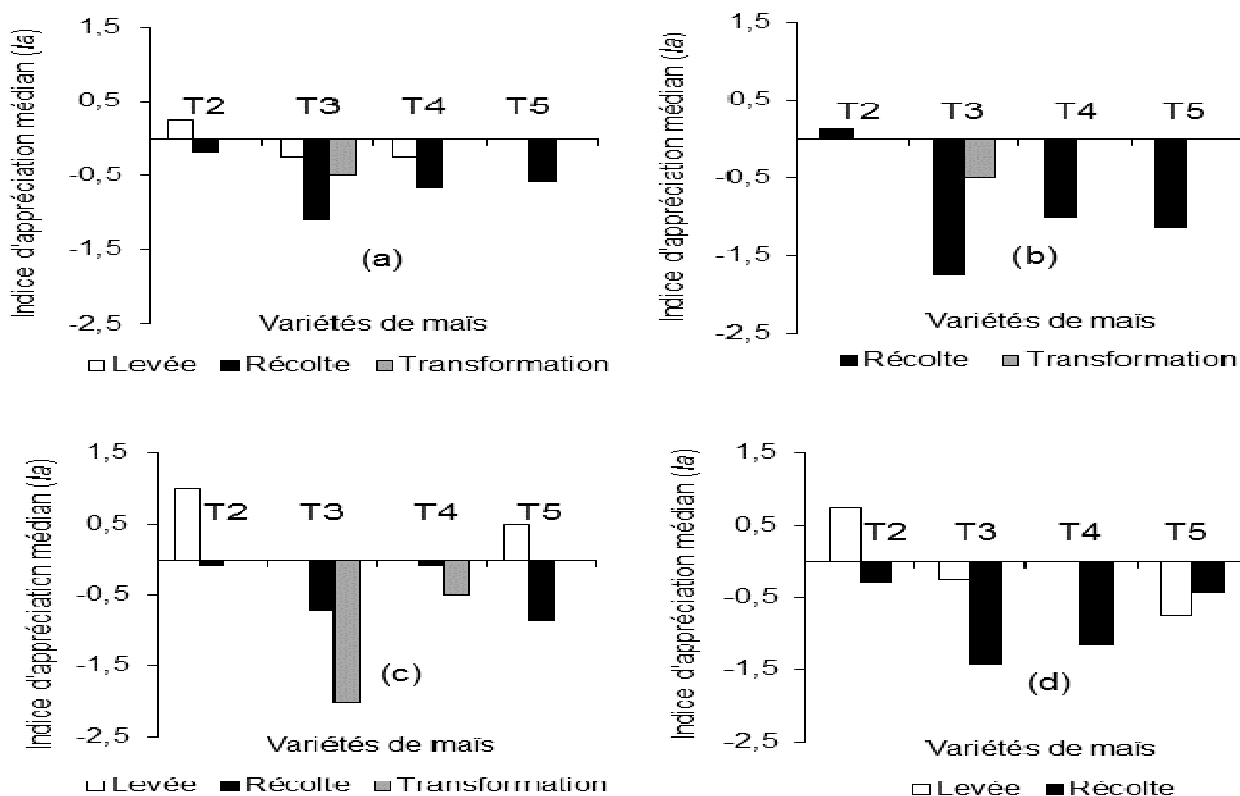 Indice d'appréciation médian (Ia)
1,5
0,5
-0,5
-1,5
-2,5
T2 T3 T4 T5
(a)
Variétés de maïs
Levée Récolte Transformation
Indice d'appréciation médian (Ia)
1,5
0,5
-0,5
-1,5
-2,5
T2 T3 T4 T5
(b)
Variétés de maïs
Récolte Transformation
Indice d'appréciation médian (Ia)
1,5
0,5
-0,5
-1,5
-2,5
T2 T3 T4 T5
(c)
Variétés de maïs
Levée Récolte Transformation
Indice d'appréciation médian (Ia)
1,5
0,5
-0,5
-1,5
-2,5
T2 T3 T4 T5
(d)
Variétés de maïs
Levée Récolte